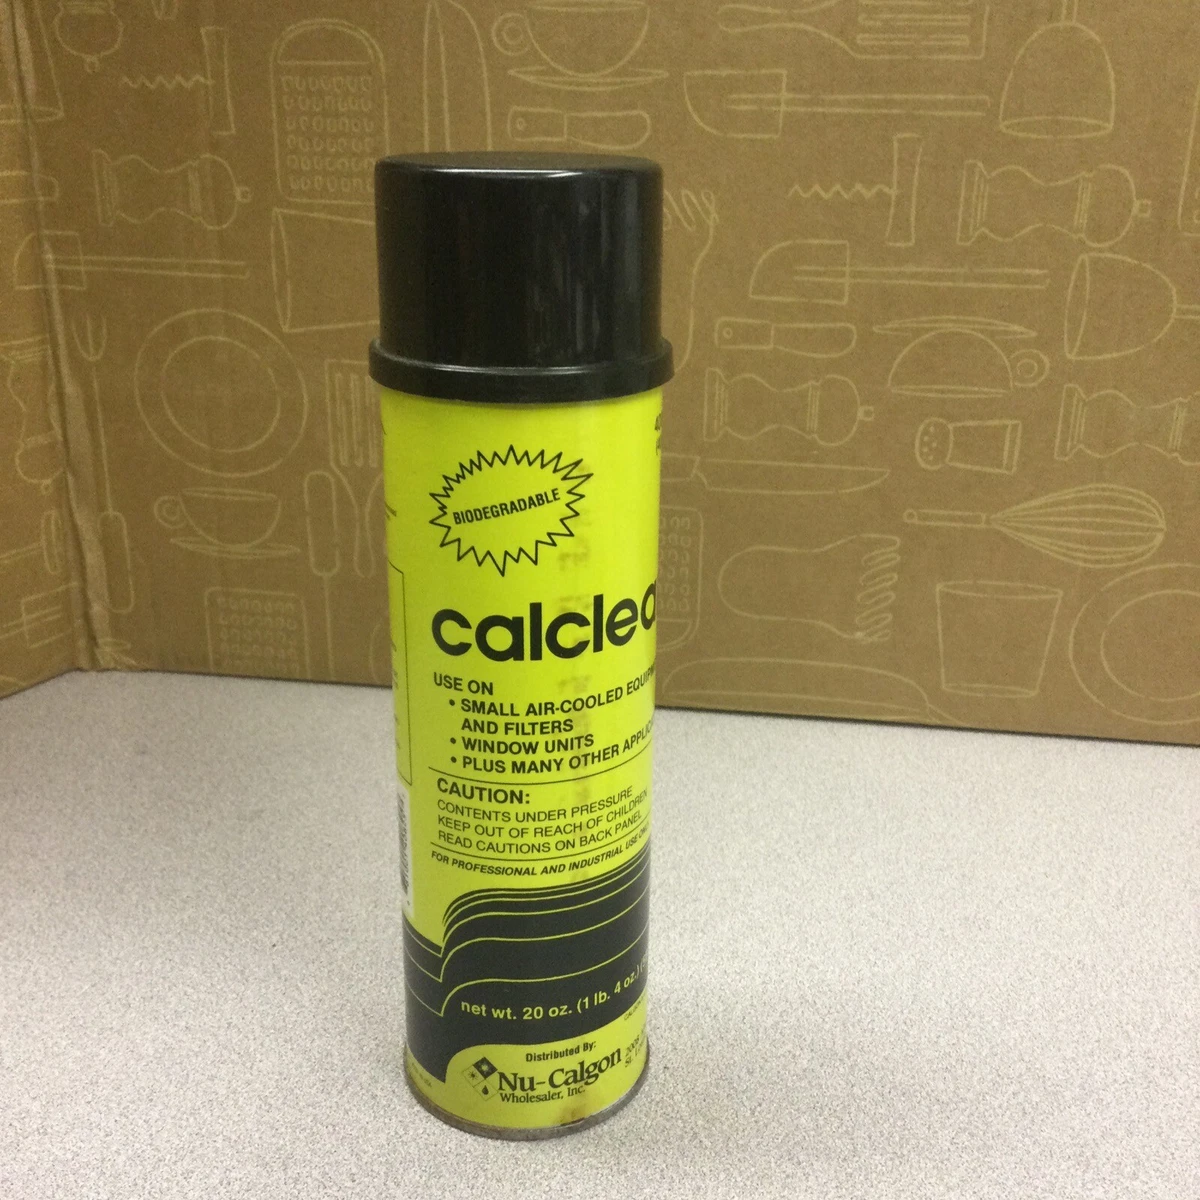 BIODEGRADABLE
calclea
USE ON
• SMALL AIR-COOLED EQUIPM
AND FILTERS
• WINDOW UNITS
• PLUS MANY OTHER APPLIC
CAUTION:
CONTENTS UNDER PRESSURE
KEEP OUT OF REACH OF CHILDREN
READ CAUTIONS ON BACK PANEL
FOR PROFESSIONAL AND INDUSTRIAL USE ONLY
net wt. 20 oz. (1 lb. 4 oz.)
Distributed By:
Nu-Calgon
Wholesaler, Inc.